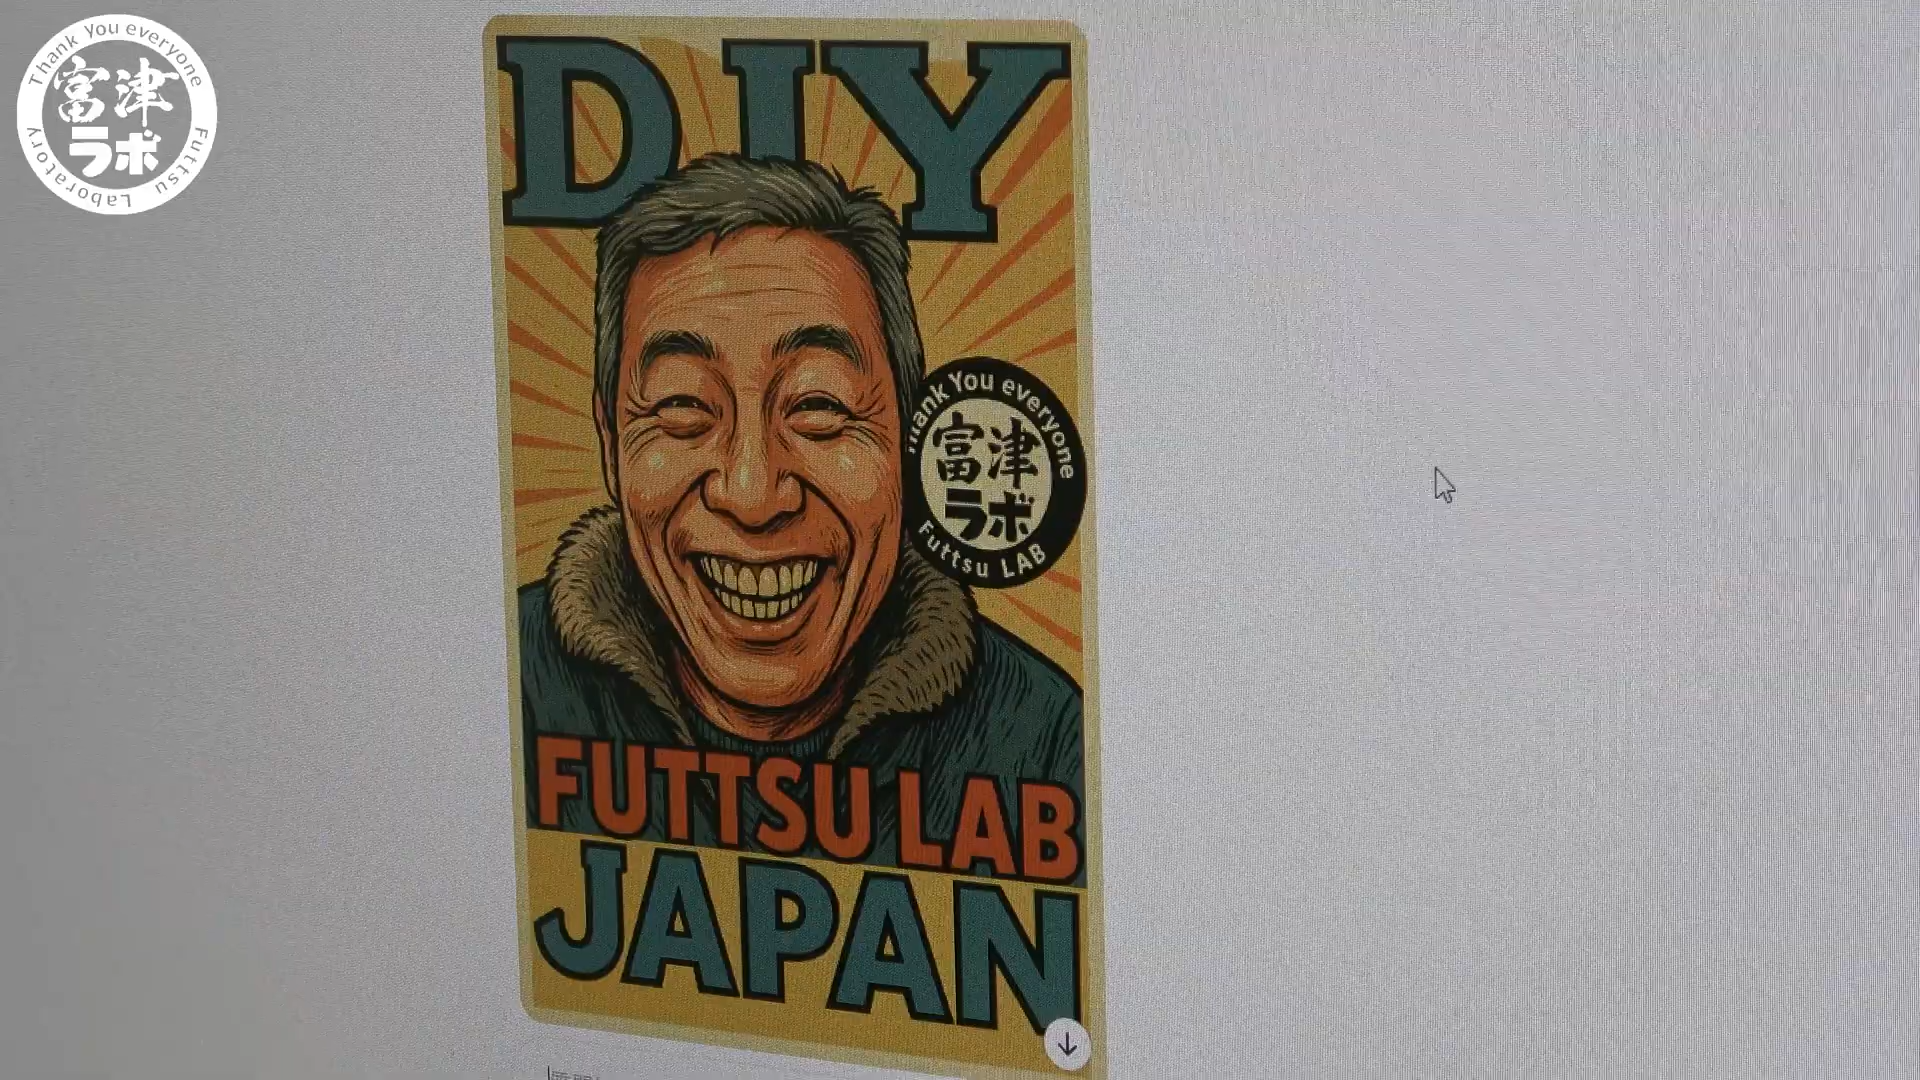 Thank You everyone
富津
ラボ
Futtsu Laboratory
DIY
Thank You everyone
富津
ラボ
Futtsu LAB
FUTTSU LAB
JAPAN